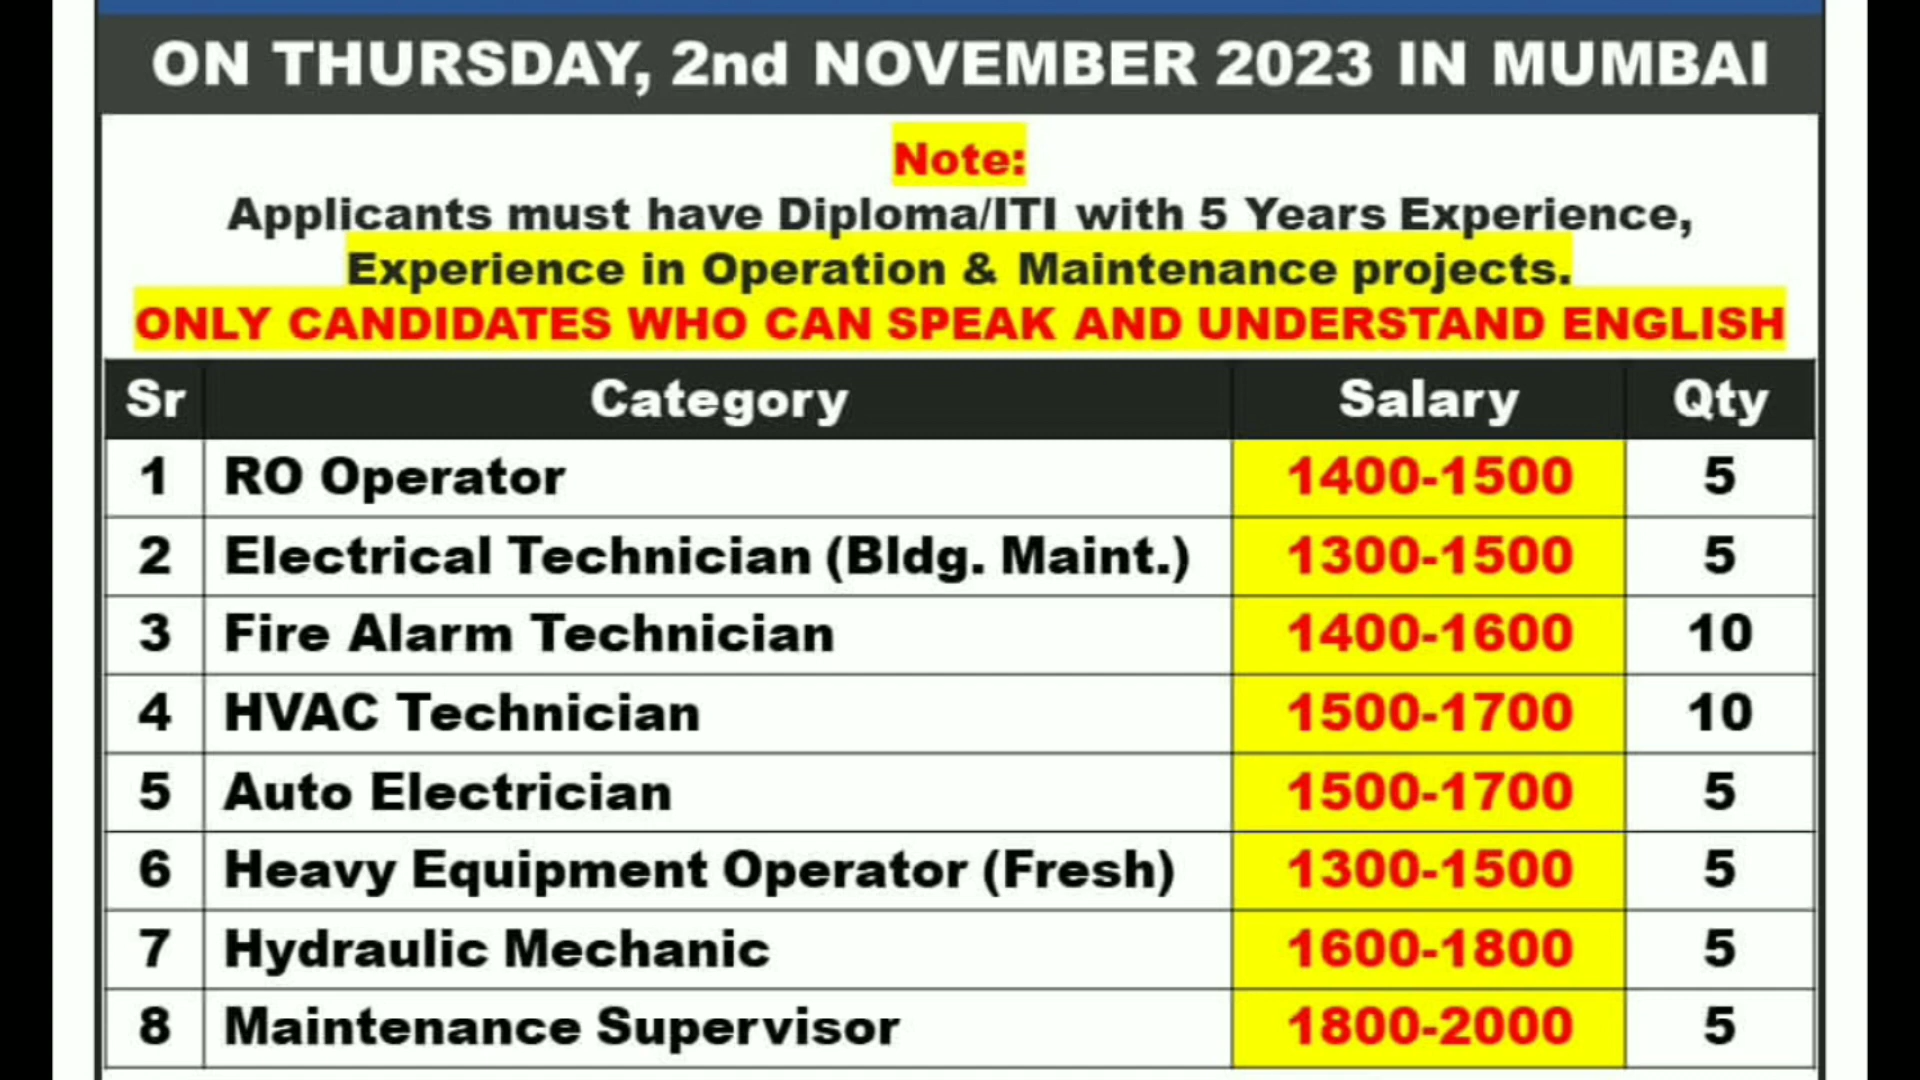 ON THURSDAY, 2nd NOVEMBER 2023 IN MUMBAI
Note:
Applicants must have Diploma/ITI with 5 Years Experience,
Experience in Operation & Maintenance projects.
ONLY CANDIDATES WHO CAN SPEAK AND UNDERSTAND ENGLISH
Sr Category Salary Qty
1 RO Operator 1400-1500 5
2 Electrical Technician (Bldg. Maint.) 1300-1500 5
3 Fire Alarm Technician 1400-1600 10
4 HVAC Technician 1500-1700 10
5 Auto Electrician 1500-1700 5
6 Heavy Equipment Operator (Fresh) 1300-1500 5
7 Hydraulic Mechanic 1600-1800 5
8 Maintenance Supervisor 1800-2000 5